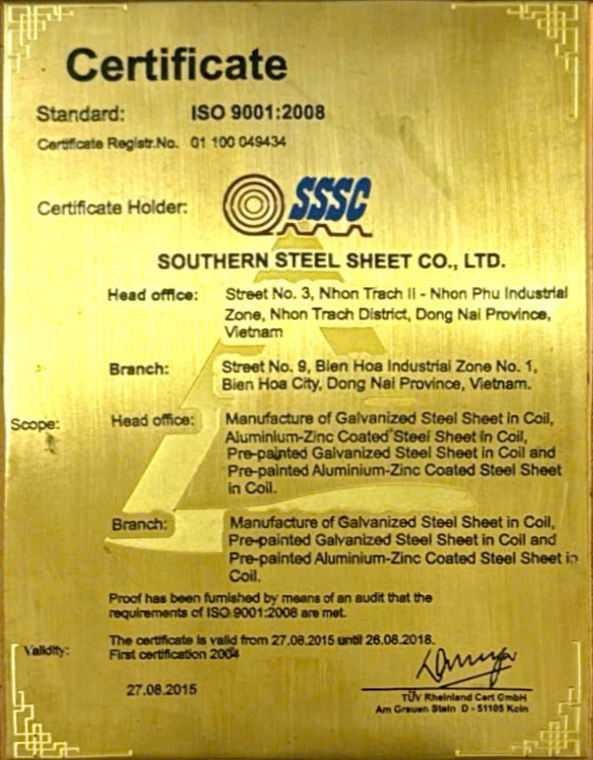 Certificate
Standard: ISO 9001:2008
Certificate Registr.No. 01 100 049434
Certificate Holder: SSSC
SOUTHERN STEEL SHEET CO., LTD.
Head office: Street No. 3, Nhon Trach II - Nhon Phu Industrial
Zone, Nhon Trach District, Dong Nai Province,
Vietnam
Branch: Street No. 9, Bien Hoa Industrial Zone No. 1,
Bien Hoa City, Dong Nai Province, Vietnam.
Scope: Head office: Manufacture of Galvanized Steel Sheet in Coil,
Aluminium-Zinc Coated Steel Sheet in Coil,
Pre-painted Galvanized Steel Sheet in Coil and
Pre-painted Aluminium-Zinc Coated Steel Sheet
in Coil.
Branch: Manufacture of Galvanized Steel Sheet in Coil,
Pre-painted Galvanized Steel Sheet in Coil and
Pre-painted Aluminium-Zinc Coated Steel Sheet in
Coil.
Proof has been furnished by means of an audit that the
requirements of ISO 9001:2008 are met.
Validity: The certificate is valid from 27.08.2015 until 26.08.2018.
First certification 2004
27.08.2015
TÜV Rheinland Cert GmbH
Am Grauen Stein D - 51105 Koln